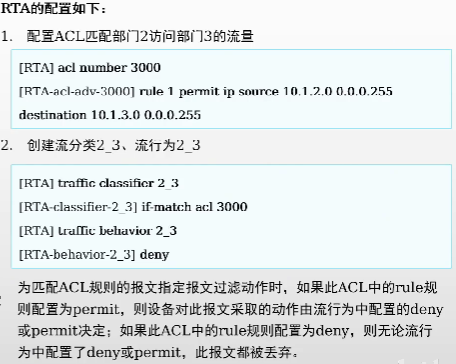 RTA的配置如下：
1. 配置ACL匹配部门2访问部门3的流量
[RTA] acl number 3000
[RTA-acl-adv-3000] rule 1 permit ip source 10.1.2.0 0.0.0.255
destination 10.1.3.0 0.0.0.255
2. 创建流分类2_3、流行为2_3
[RTA] traffic classifier 2_3
[RTA-classifier-2_3] if-match acl 3000
[RTA] traffic behavior 2_3
[RTA-behavior-2_3] deny
为匹配ACL规则的报文指定报文过滤动作时，如果此ACL中的rule规
则配置为permit，则设备对此报文采取的动作由流行为中配置的deny
或permit决定；如果此ACL中的rule规则配置为deny，则无论流行
为中配置了deny或permit，此报文都被丢弃。